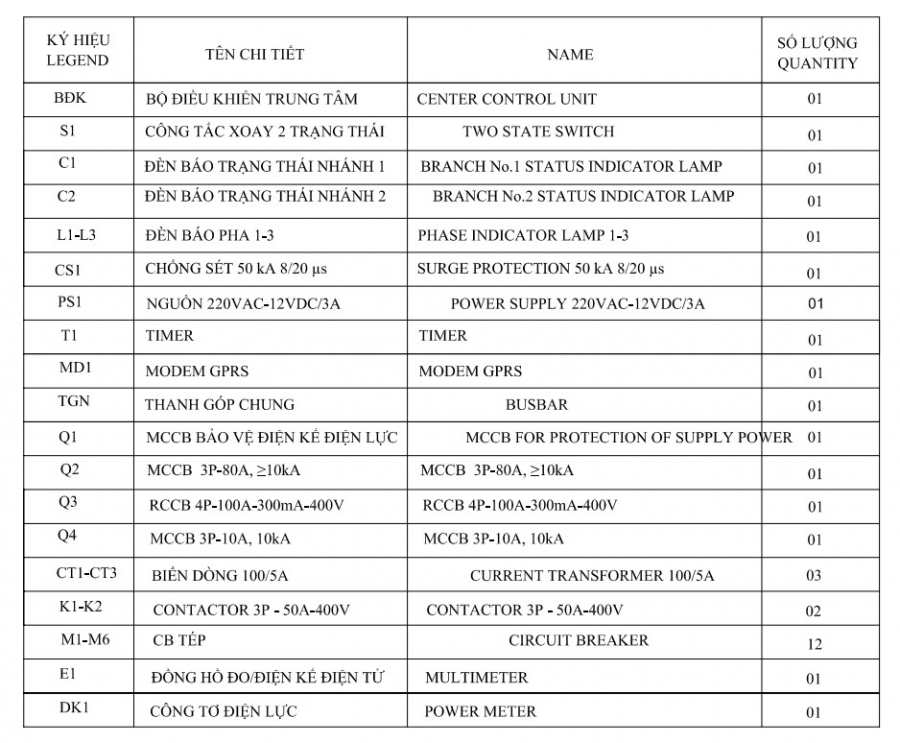 KÝ HIỆU
LEGEND
TÊN CHI TIẾT
NAME
SỐ LƯỢNG
QUANTITY
BĐK BỘ ĐIỀU KHIỂN TRUNG TÂM CENTER CONTROL UNIT 01
S1 CÔNG TẮC XOAY 2 TRẠNG THÁI TWO STATE SWITCH 01
C1 ĐÈN BÁO TRẠNG THÁI NHÁNH 1 BRANCH No.1 STATUS INDICATOR LAMP 01
C2 ĐÈN BÁO TRẠNG THÁI NHÁNH 2 BRANCH No.2 STATUS INDICATOR LAMP 01
L1-L3 ĐÈN BÁO PHA 1-3 PHASE INDICATOR LAMP 1-3 01
CS1 CHỐNG SÉT 50 kA 8/20 µs SURGE PROTECTION 50 kA 8/20 µs 01
PS1 NGUỒN 220VAC-12VDC/3A POWER SUPPLY 220VAC-12VDC/3A 01
T1 TIMER TIMER 01
MD1 MODEM GPRS MODEM GPRS 01
TGN THANH GÓP CHUNG BUSBAR 01
Q1 MCCB BẢO VỆ ĐIỆN KẾ ĐIỆN LỰC MCCB FOR PROTECTION OF SUPPLY POWER 01
Q2 MCCB 3P-80A, ≥10kA MCCB 3P-80A, ≥10kA 01
Q3 RCCB 4P-100A-300mA-400V RCCB 4P-100A-300mA-400V 01
Q4 MCCB 3P-10A, 10kA MCCB 3P-10A, 10kA 01
CT1-CT3 BIẾN DÒNG 100/5A CURRENT TRANSFORMER 100/5A 03
K1-K2 CONTACTOR 3P - 50A-400V CONTACTOR 3P - 50A-400V 02
M1-M6 CB TÉP CIRCUIT BREAKER 12
E1 ĐỒNG HỒ ĐO/ĐIỆN KẾ ĐIỆN TỬ MULTIMETER 01
DK1 CÔNG TƠ ĐIỆN LỰC POWER METER 01